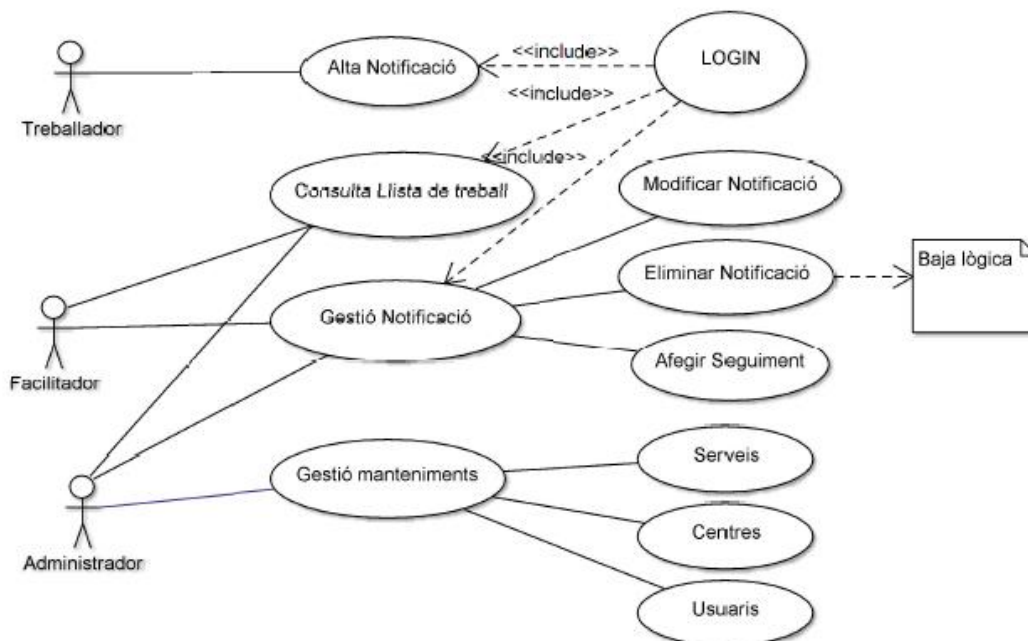 <<include>>
LOGIN
Alta Notificació
<<include>>
Treballador
<<include>>
Modificar Notificació
Consulta Llista de treball
Baja lògica
Eliminar Notificació
Gestió Notificació
Afegir Seguiment
Facilitador
Serveis
Gestió manteniments
Centres
Administrador
Usuaris